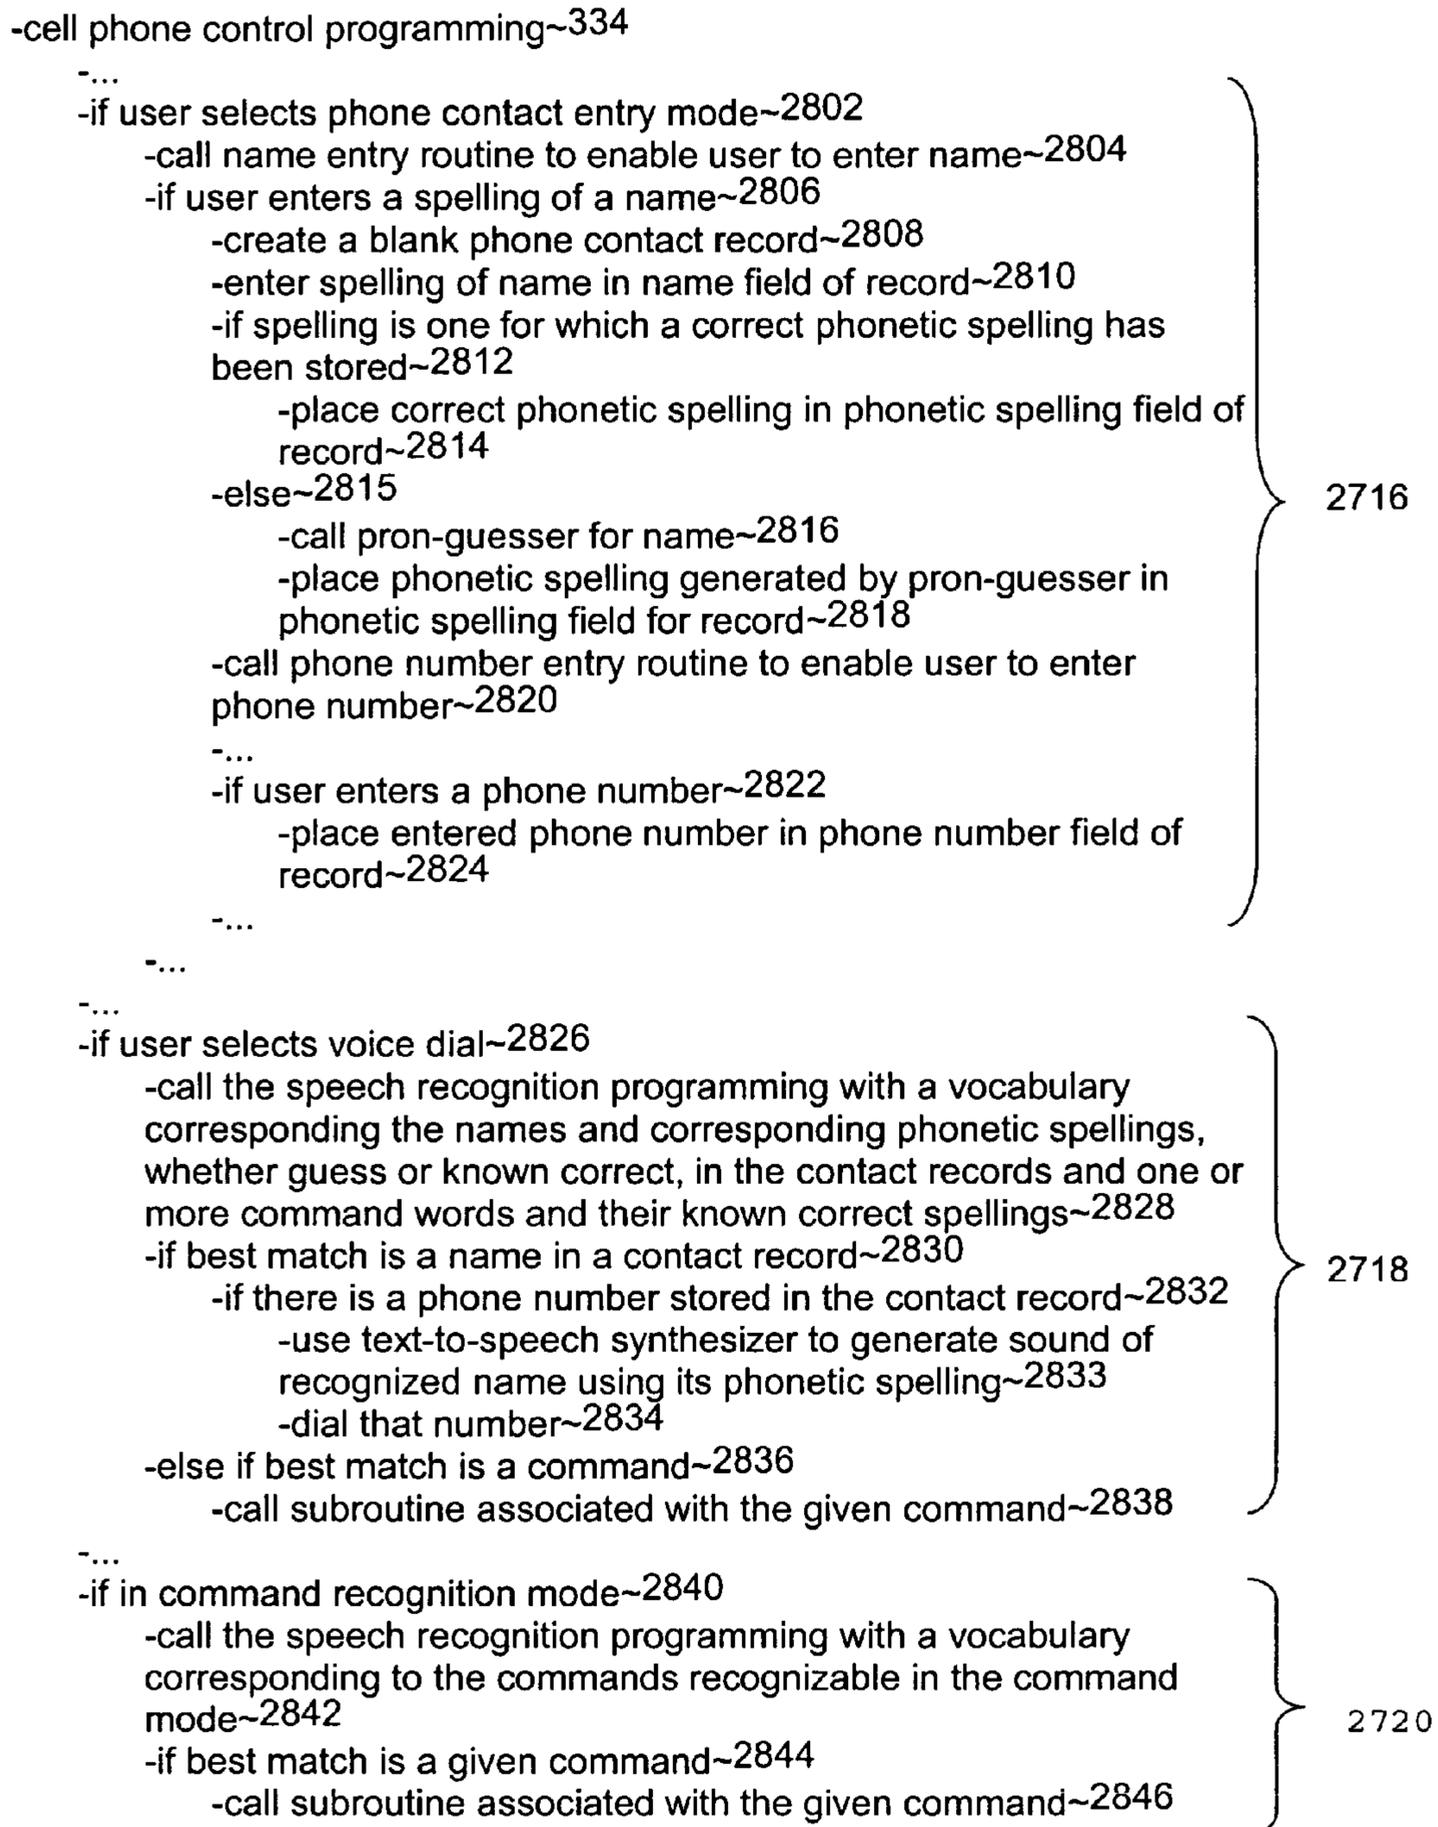 -cell phone control programming~334
-...
-if user selects phone contact entry mode~2802
-call name entry routine to enable user to enter name~2804
-if user enters a spelling of a name~2806
-create a blank phone contact record~2808
-enter spelling of name in name field of record~2810
-if spelling is one for which a correct phonetic spelling has
been stored~2812
-place correct phonetic spelling in phonetic spelling field of
record~2814
-else~2815
2716
-call pron-guesser for name~2816
-place phonetic spelling generated by pron-guesser in
phonetic spelling field for record~2818
-call phone number entry routine to enable user to enter
phone number~2820
-...
-if user enters a phone number~2822
-place entered phone number in phone number field of
record~2824
-...
-...
-...
-if user selects voice dial~2826
-call the speech recognition programming with a vocabulary
corresponding the names and corresponding phonetic spellings,
whether guess or known correct, in the contact records and one or
more command words and their known correct spellings~2828
-if best match is a name in a contact record~2830
2718
-if there is a phone number stored in the contact record~2832
-use text-to-speech synthesizer to generate sound of
recognized name using its phonetic spelling~2833
-dial that number~2834
-else if best match is a command~2836
-call subroutine associated with the given command~2838
-...
-if in command recognition mode~2840
-call the speech recognition programming with a vocabulary
corresponding to the commands recognizable in the command
mode~2842
2720
-if best match is a given command~2844
-call subroutine associated with the given command~2846